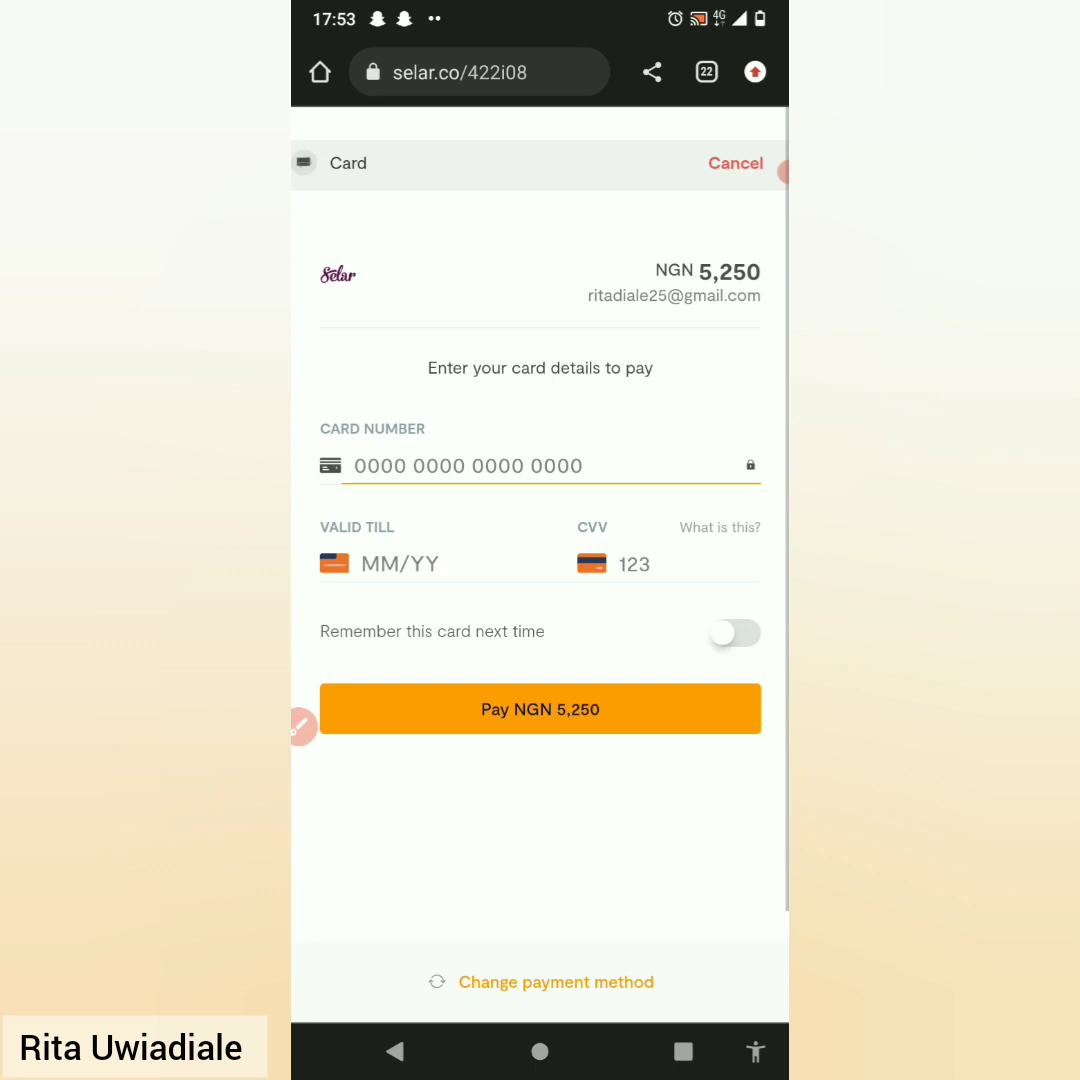 17:53
4G
selar.co/422i08
22
Card
Cancel
Selar
NGN 5,250
ritadiale25@gmail.com
Enter your card details to pay
CARD NUMBER
0000 0000 0000 0000
VALID TILL
CVV
What is this?
MM/YY
123
Remember this card next time
Pay NGN 5,250
Change payment method
Rita Uwiadiale